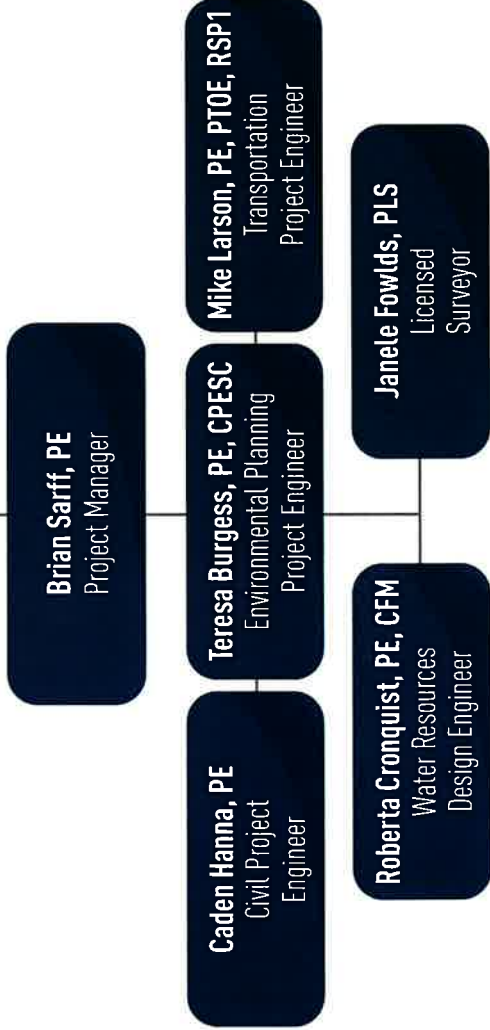 Brian Sarff, PE
Project Manager
Caden Hanna, PE
Civil Project
Engineer
Teresa Burgess, PE, CPESC
Environmental Planning
Project Engineer
Mike Larson, PE, PTOE, RSP1
Transportation
Project Engineer
Roberta Cronquist, PE, CFM
Water Resources
Design Engineer
Janele Fowlds, PLS
Licensed
Surveyor